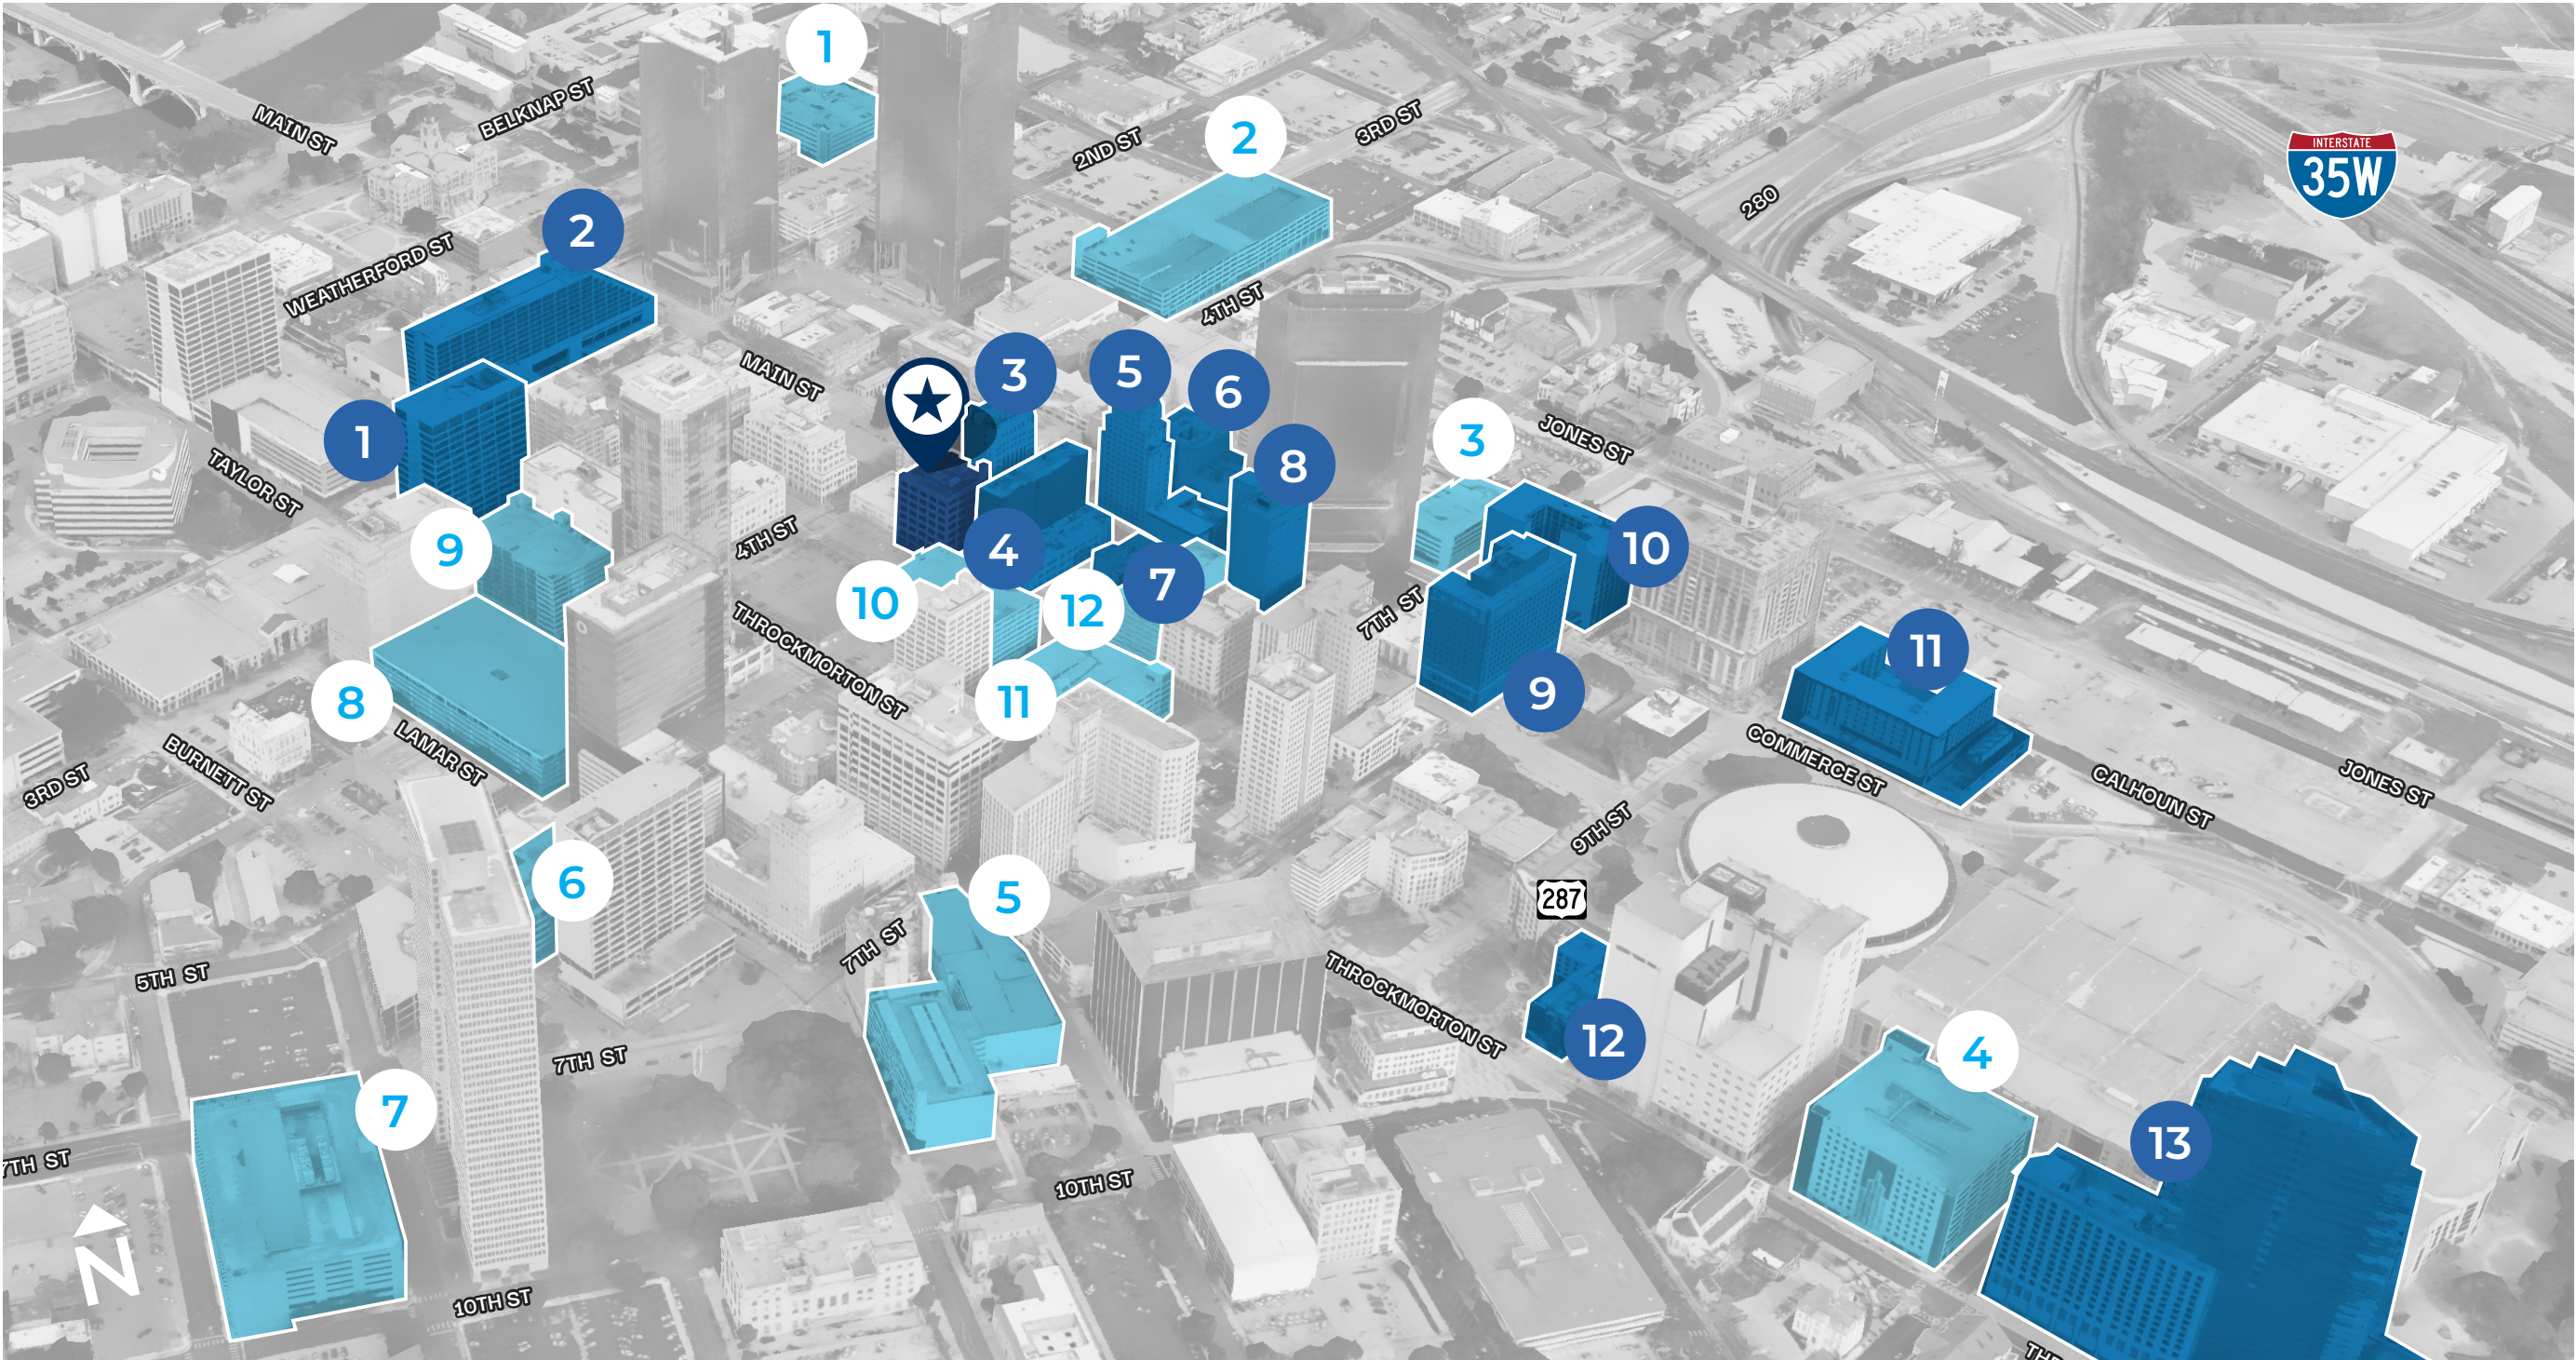 1
MAIN ST
BELKNAP ST
2
2ND ST
3RD ST
INTERSTATE
35W
280
2
WEATHERFORD ST
4TH ST
MAIN ST
3
5
6
1
8
3
JONES ST
TAYLOR ST
9
4TH ST
4
10
10
12
7
7TH ST
THROCKMORTON ST
11
8
11
9
LAMAR ST
3RD ST
BURNETT ST
COMMERCE ST
CALHOUN ST
JONES ST
9TH ST
6
5
287
7TH ST
5TH ST
THROCKMORTON ST
7TH ST
12
4
7
13
7TH ST
10TH ST
N
10TH ST